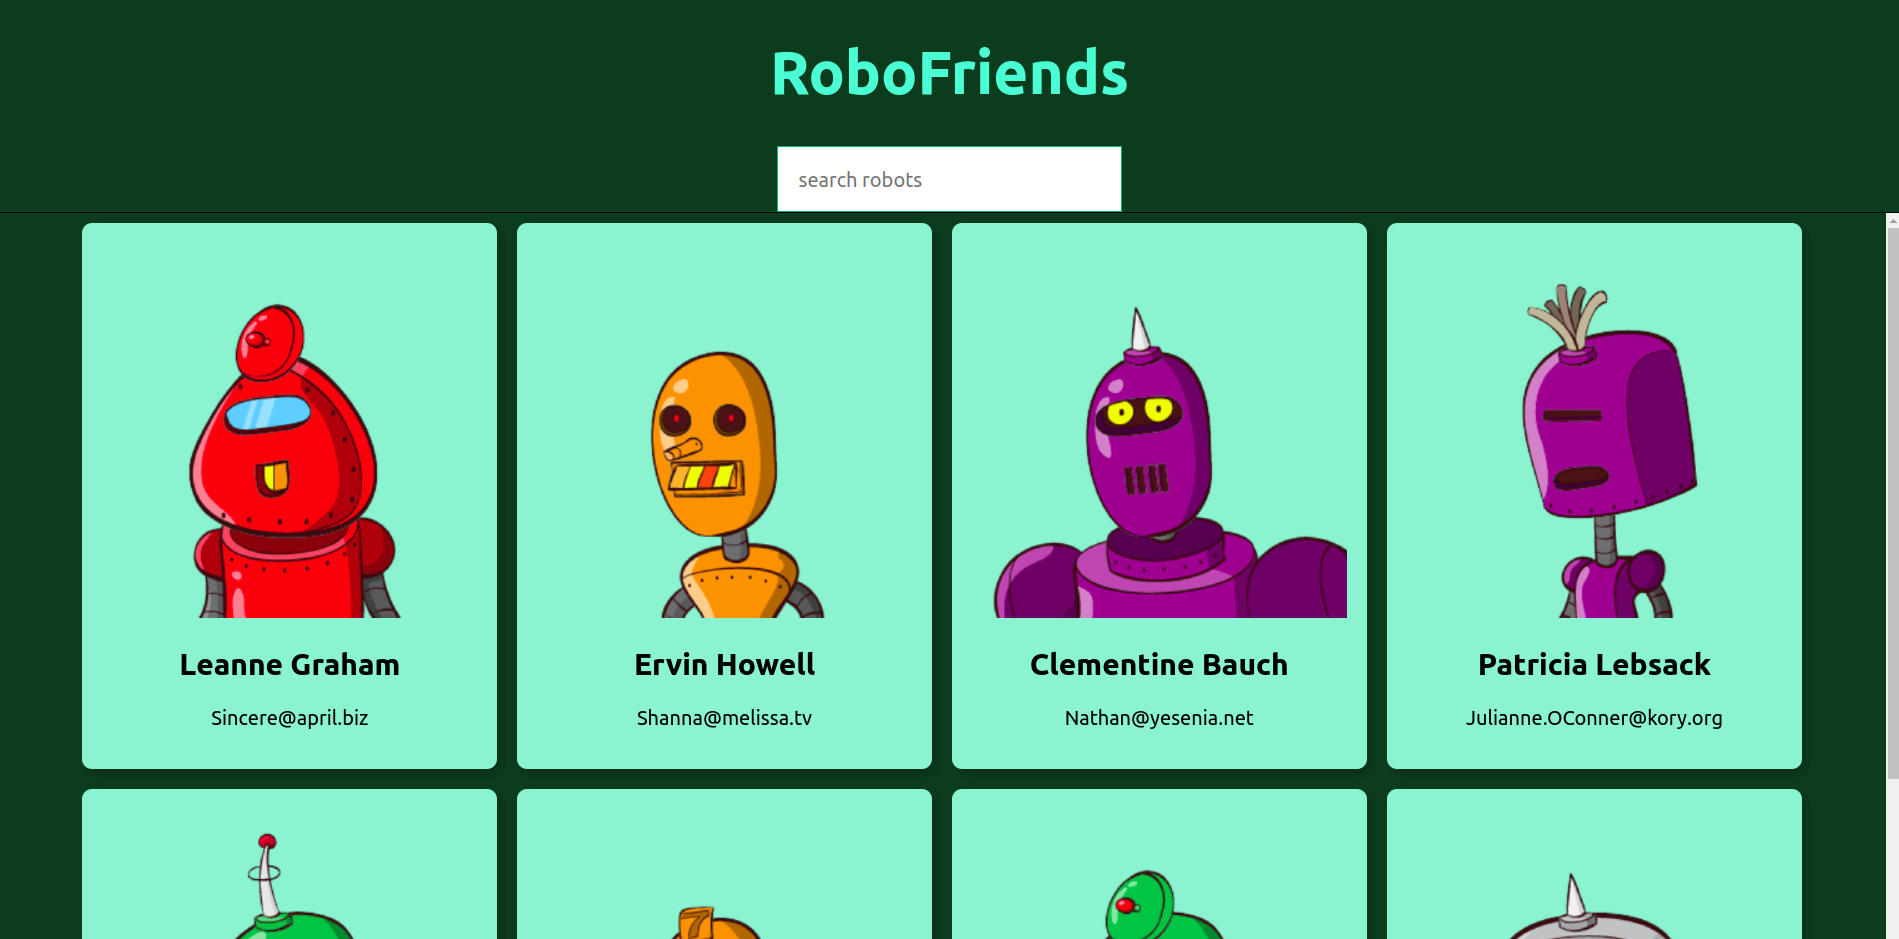 RoboFriends
search robots
Leanne Graham
Sincere@april.biz
Ervin Howell
Shanna@melissa.tv
Clementine Bauch
Nathan@yesenia.net
Patricia Lebsack
Julianne.OConner@kory.org
7